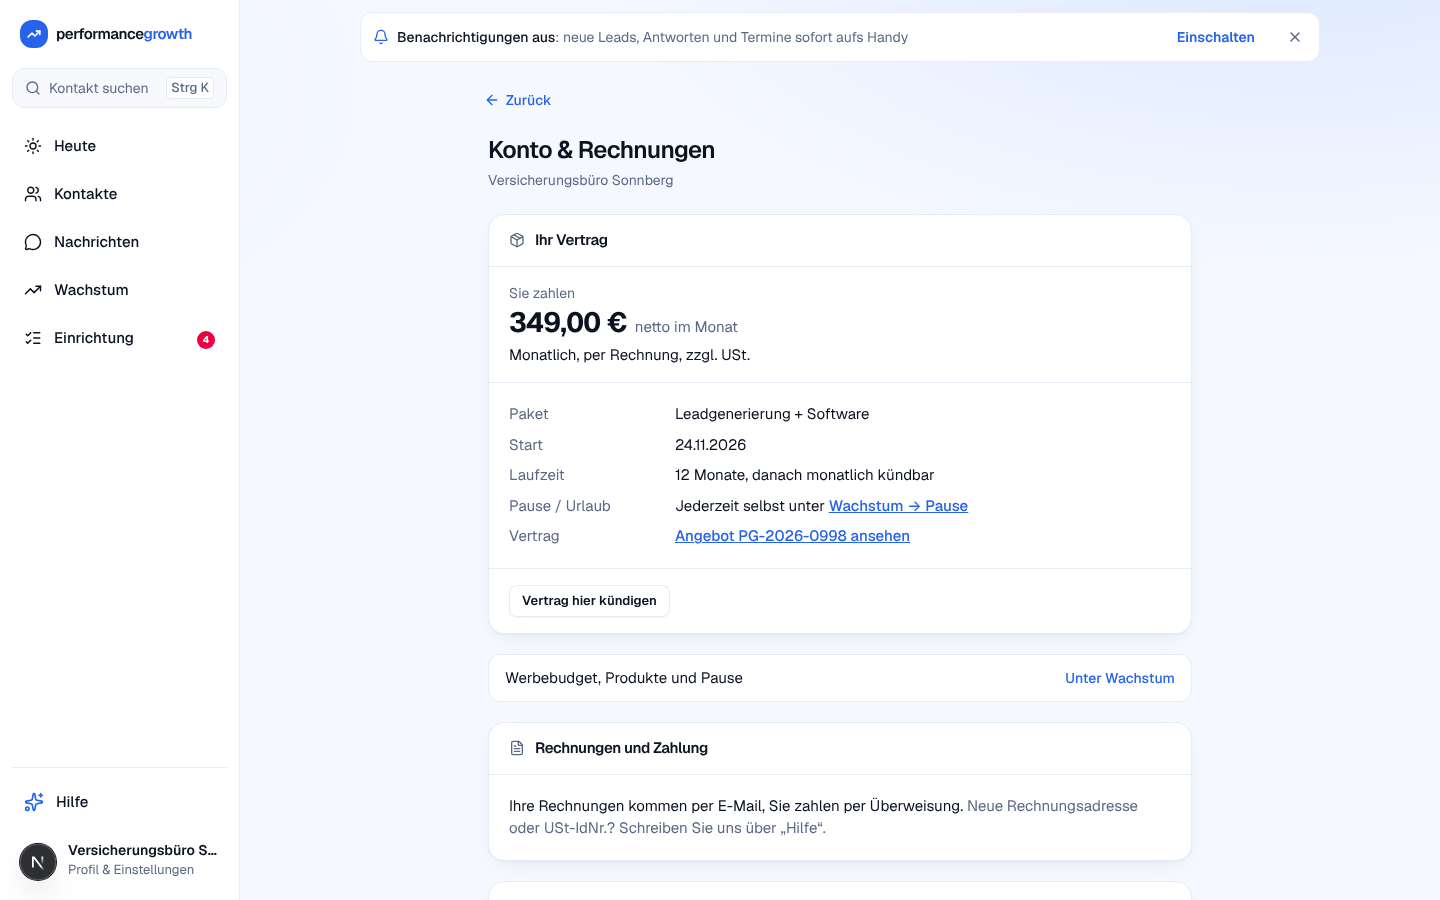 performancegrowth
Kontakt suchen Strg K
Heute
Kontakte
Nachrichten
Wachstum
Einrichtung 4
Hilfe
N
Versicherungsbüro S...
Profil & Einstellungen
Benachrichtigungen aus: neue Leads, Antworten und Termine sofort aufs Handy Einschalten
Zurück
Konto & Rechnungen
Versicherungsbüro Sonnberg
Ihr Vertrag
Sie zahlen
349,00 € netto im Monat
Monatlich, per Rechnung, zzgl. USt.
Paket Leadgenerierung + Software
Start 24.11.2026
Laufzeit 12 Monate, danach monatlich kündbar
Pause / Urlaub Jederzeit selbst unter Wachstum → Pause
Vertrag Angebot PG-2026-0998 ansehen
Vertrag hier kündigen
Werbebudget, Produkte und Pause Unter Wachstum
Rechnungen und Zahlung
Ihre Rechnungen kommen per E-Mail, Sie zahlen per Überweisung. Neue Rechnungsadresse
oder USt-IdNr.? Schreiben Sie uns über „Hilfe“.